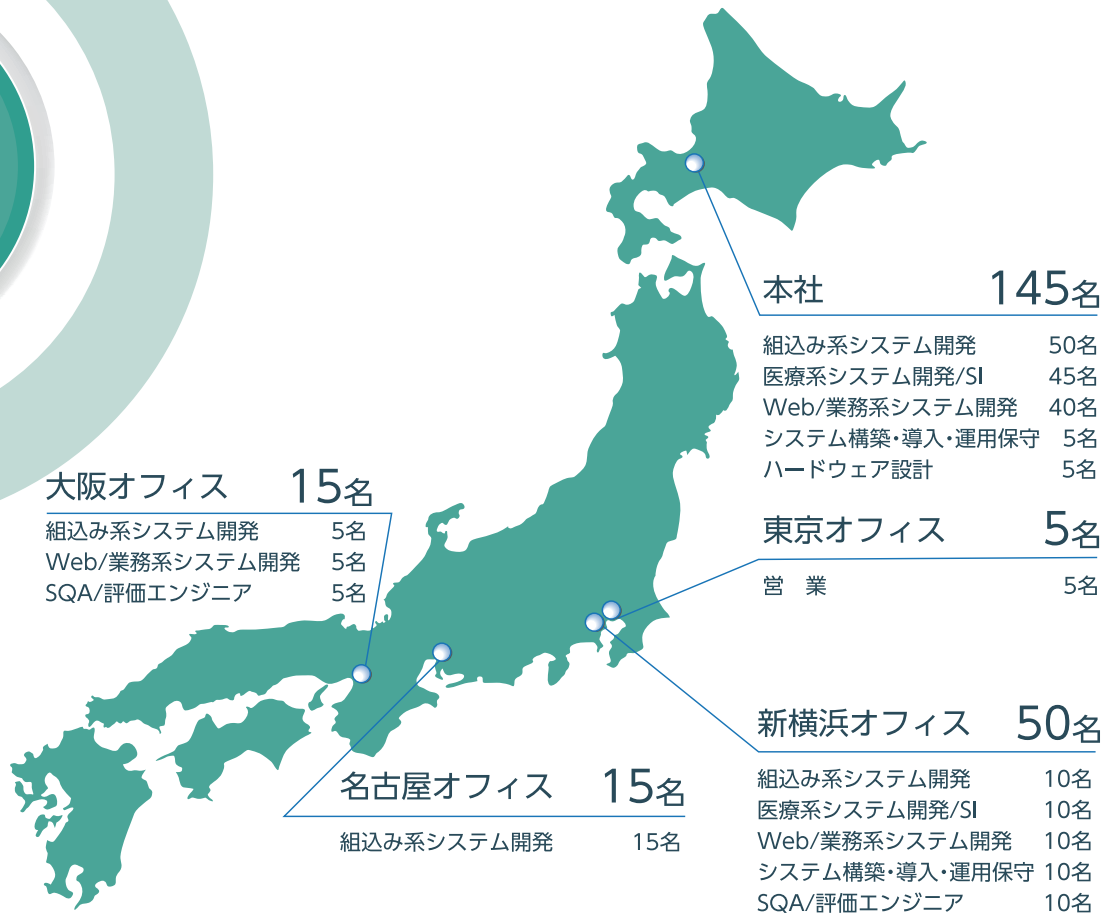 本社 145名
組込み系システム開発 50名
医療系システム開発/SI 45名
Web/業務系システム開発 40名
システム構築・導入・運用保守 5名
ハードウェア設計 5名
大阪オフィス 15名
組込み系システム開発 5名
Web/業務系システム開発 5名
SQA/評価エンジニア 5名
東京オフィス 5名
営　業 5名
新横浜オフィス 50名
組込み系システム開発 10名
医療系システム開発/SI 10名
Web/業務系システム開発 10名
システム構築・導入・運用保守 10名
SQA/評価エンジニア 10名
名古屋オフィス 15名
組込み系システム開発 15名